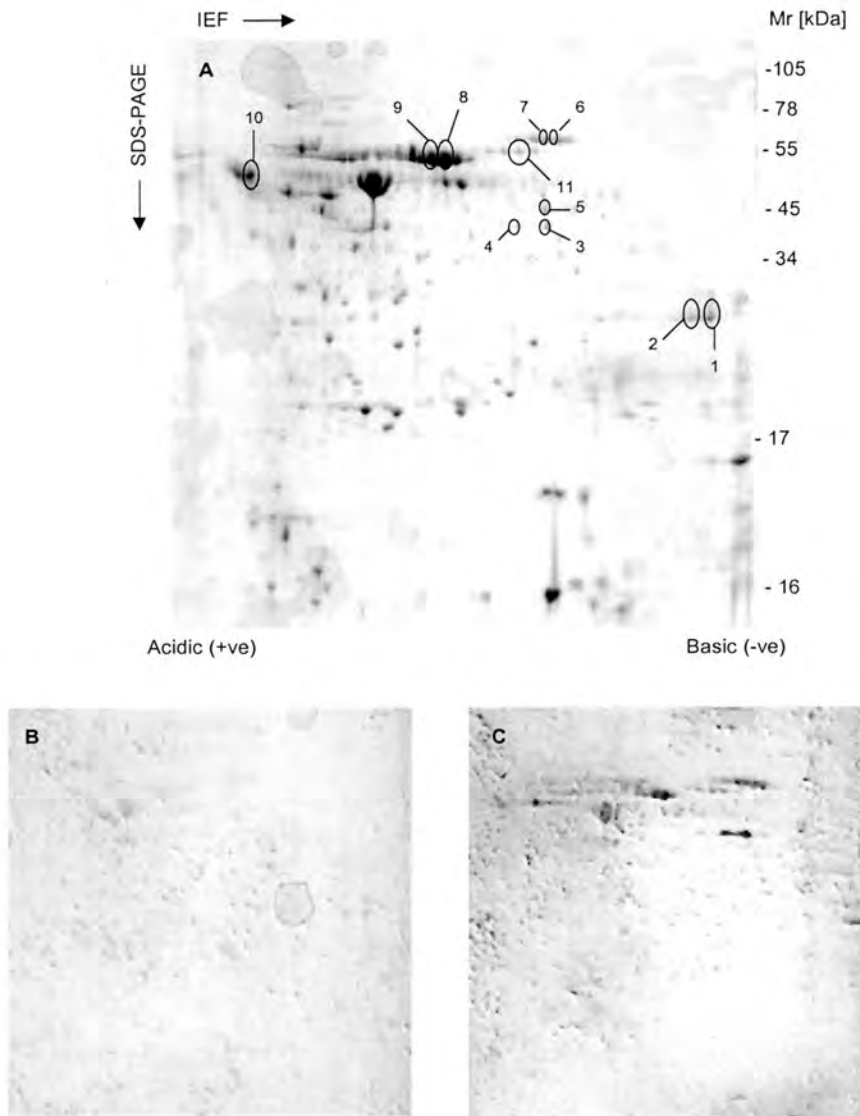 IEF
Mr [kDa]
SDS-PAGE
A
-105
- 78
7 6
9 8
10
- 55
11
5
- 45
4 3
- 34
2 1
- 17
- 16
Acidic (+ve) Basic (-ve)
B C